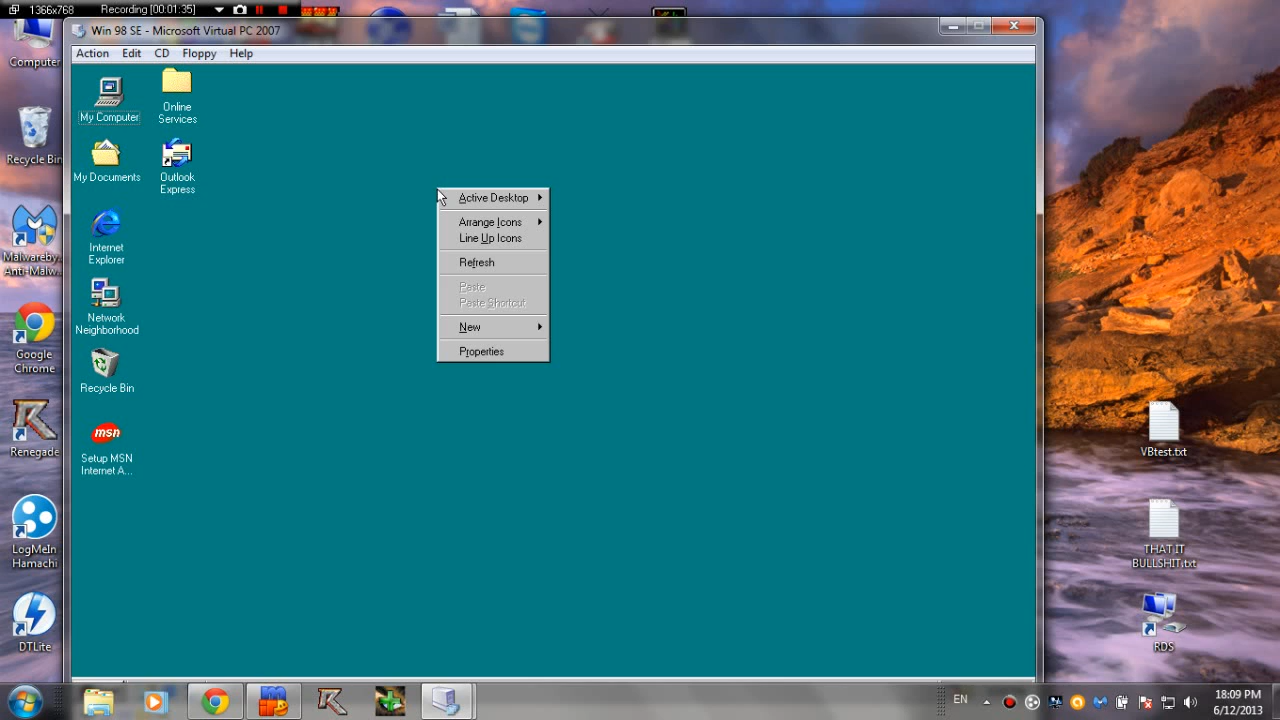 1366x768 Recording [00:01:35]
Win 98 SE - Microsoft Virtual PC 2007
Action Edit CD Floppy Help
Computer
Recycle Bin
Malwareby...
Anti-Malw...
Google
Chrome
Renegade
LogMeIn
Hamachi
DTLite
My Computer
My Documents
Internet
Explorer
Network
Neighborhood
Recycle Bin
msn
Setup MSN
Internet A...
Online
Services
Outlook
Express
Active Desktop
Arrange Icons
Line Up Icons
Refresh
Paste
Paste Shortcut
New
Properties
VBtest.txt
THAT IT
BULLSHIT.txt
RDS
EN
18:09 PM
6/12/2013